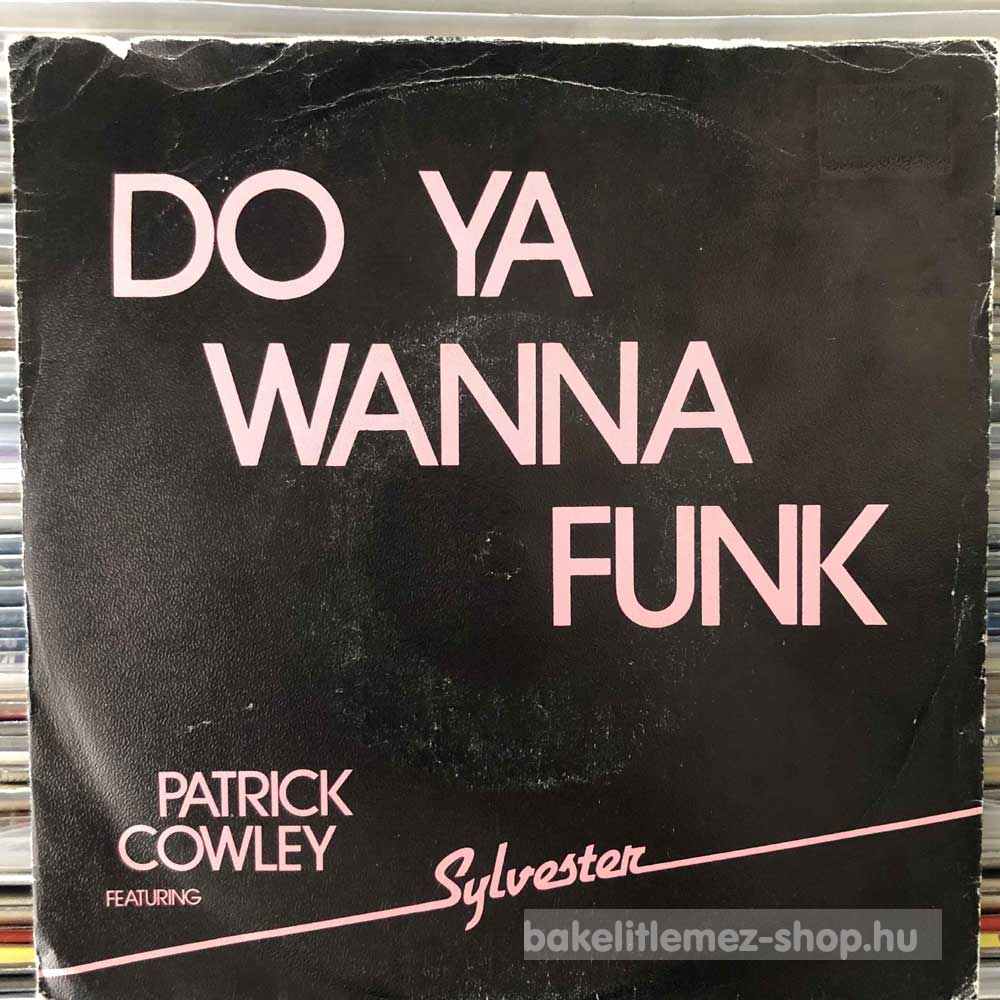 DO YA
WANNA
FUNK
PATRICK
COWLEY
FEATURING
Sylvester
bakelitlemez-shop.hu